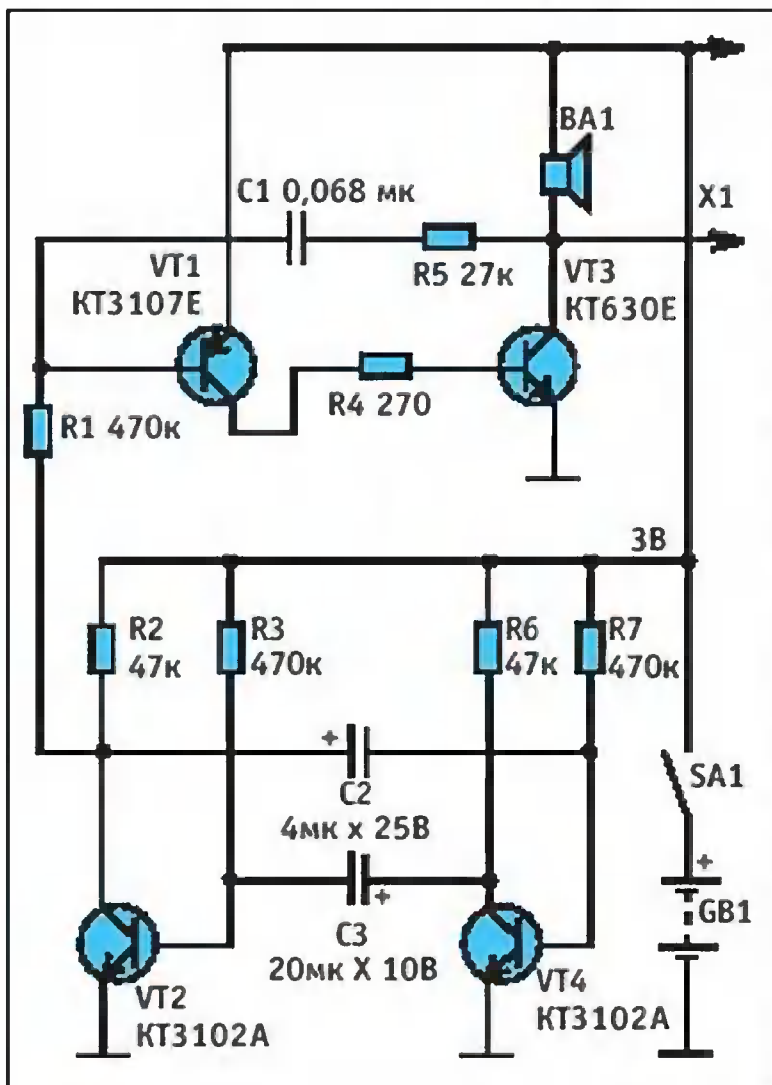 BA1
C1 0,068 мк
X1
R5 27к
VT1
КТ3107Е
VT3
КТ630Е
R4 270
R1 470к
3В
R2
47к
R3
470к
R6
47к
R7
470к
+
C2
4мк x 25В
SA1
+
GB1
+
C3
20мк X 10В
VT2
КТ3102А
VT4
КТ3102А